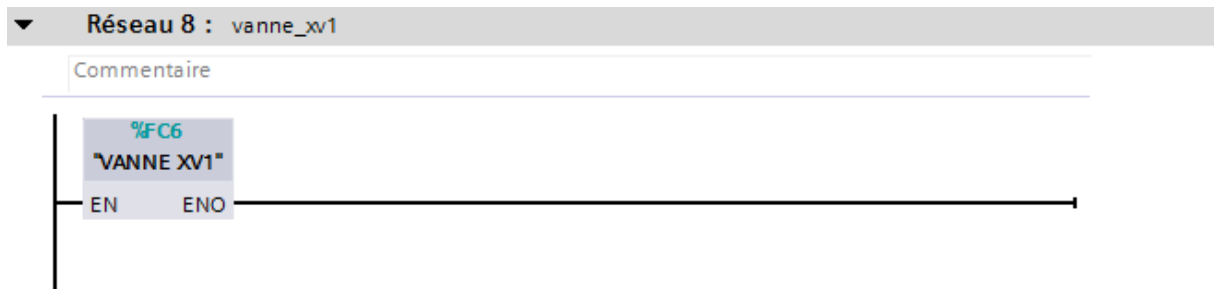 Réseau 8 : vanne_xv1
Commentaire
%FC6
"VANNE XV1"
EN ENO